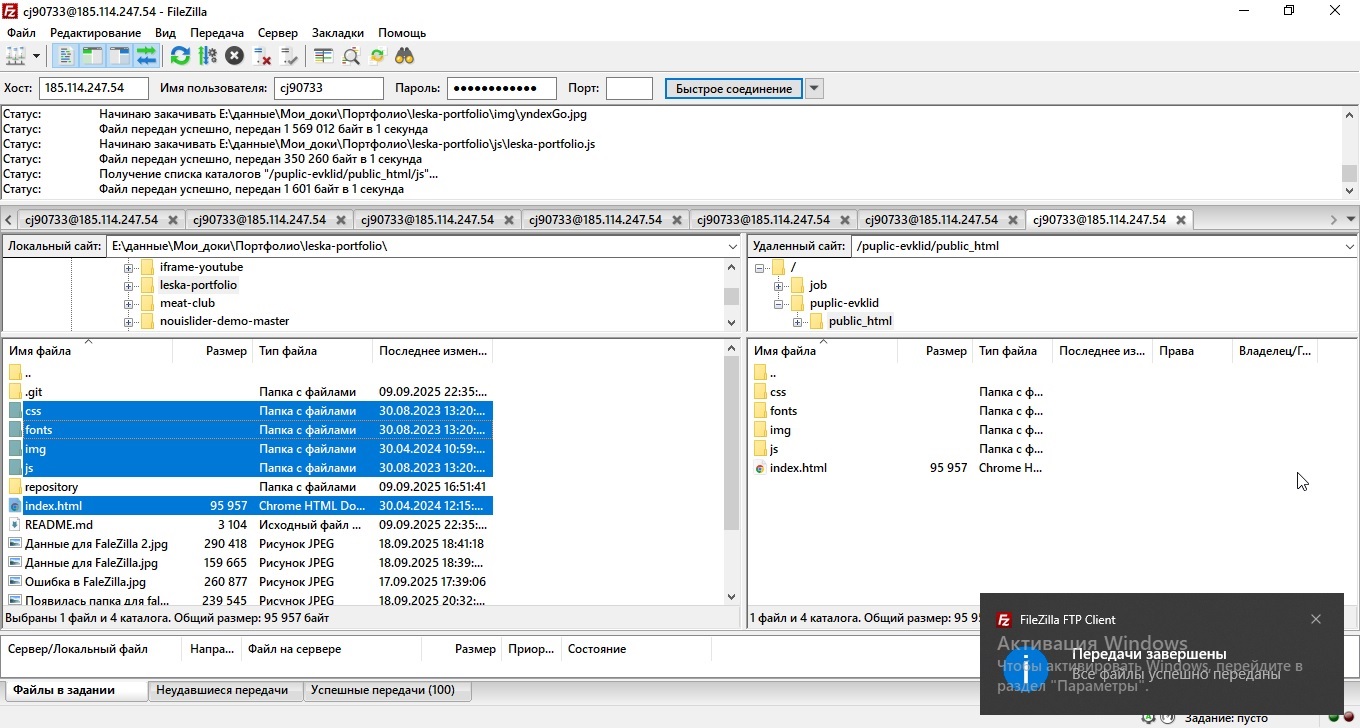 cj90733@185.114.247.54 - FileZilla
Файл Редактирование Вид Передача Сервер Закладки Помощь
Хост: 185.114.247.54 Имя пользователя: cj90733 Пароль: •••••••••••• Порт: Быстрое соединение
Статус: Начинаю закачивать E:\данные\Мои_доки\Портфолио\leska-portfolio\img\yndexGo.jpg
Статус: Файл передан успешно, передан 1 569 012 байт в 1 секунда
Статус: Начинаю закачивать E:\данные\Мои_доки\Портфолио\leska-portfolio\js\leska-portfolio.js
Статус: Файл передан успешно, передан 350 260 байт в 1 секунда
Статус: Получение списка каталогов "/puplic-evklid/public_html/js"...
Статус: Файл передан успешно, передан 1 601 байт в 1 секунда
cj90733@185.114.247.54 cj90733@185.114.247.54 cj90733@185.114.247.54 cj90733@185.114.247.54 cj90733@185.114.247.54 cj90733@185.114.247.54 cj90733@185.114.247.54
Локальный сайт: E:\данные\Мои_доки\Портфолио\leska-portfolio\
iframe-youtube
leska-portfolio
meat-club
nouislider-demo-master
Имя файла Размер Тип файла Последнее измен...
..
.git Папка с файлами 09.09.2025 22:35:...
css Папка с файлами 30.08.2023 13:20:...
fonts Папка с файлами 30.08.2023 13:20:...
img Папка с файлами 30.04.2024 10:59:...
js Папка с файлами 30.08.2023 13:20:...
repository Папка с файлами 09.09.2025 16:51:41
index.html 95 957 Chrome HTML Do... 30.04.2024 12:15:...
README.md 3 104 Исходный файл ... 09.09.2025 22:35:...
Данные для FaleZilla 2.jpg 290 418 Рисунок JPEG 18.09.2025 18:41:18
Данные для FaleZilla.jpg 159 665 Рисунок JPEG 18.09.2025 18:39:...
Ошибка в FaleZilla.jpg 260 877 Рисунок JPEG 17.09.2025 17:39:06
Появилась папка для fal... 239 545 Рисунок JPEG 18.09.2025 20:32:...
Выбраны 1 файл и 4 каталога. Общий размер: 95 957 байт
Удаленный сайт: /puplic-evklid/public_html
/
job
puplic-evklid
public_html
Имя файла Размер Тип файла Последнее из... Права Владелец/Г...
..
css Папка с ф...
fonts Папка с ф...
img Папка с ф...
js Папка с ф...
index.html 95 957 Chrome H...
1 файл и 4 каталога. Общий размер: 95 95
Сервер/Локальный файл Напра... Файл на сервере Размер Приор... Состояние
Файлы в задании Неудавшиеся передачи Успешные передачи (100)
FileZilla FTP Client
Передачи завершены
Все файлы успешно переданы
Активация Windows
Чтобы активировать Windows, перейдите в
раздел "Параметры".
Задание: пусто